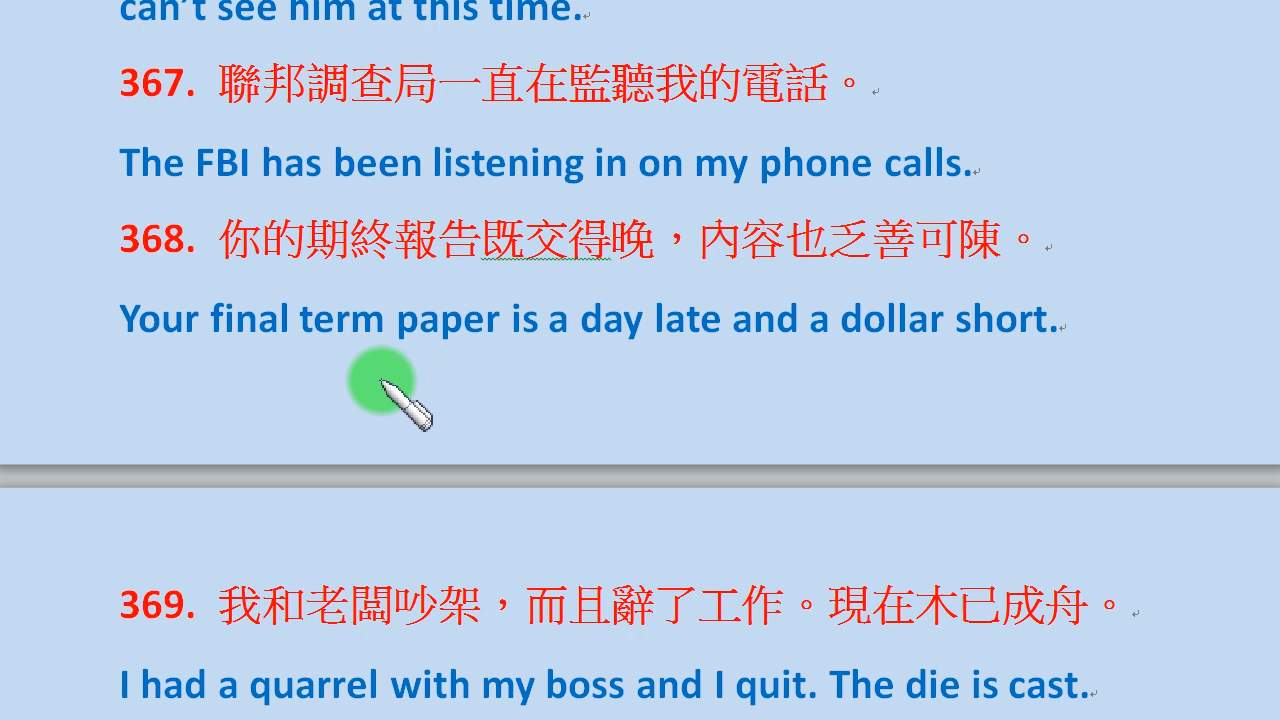 can't see him at this time.
367. 聯邦調查局一直在監聽我的電話。
The FBI has been listening in on my phone calls.
368. 你的期終報告既交得晚，內容也乏善可陳。
Your final term paper is a day late and a dollar short.
369. 我和老闆吵架，而且辭了工作。現在木已成舟。
I had a quarrel with my boss and I quit. The die is cast.